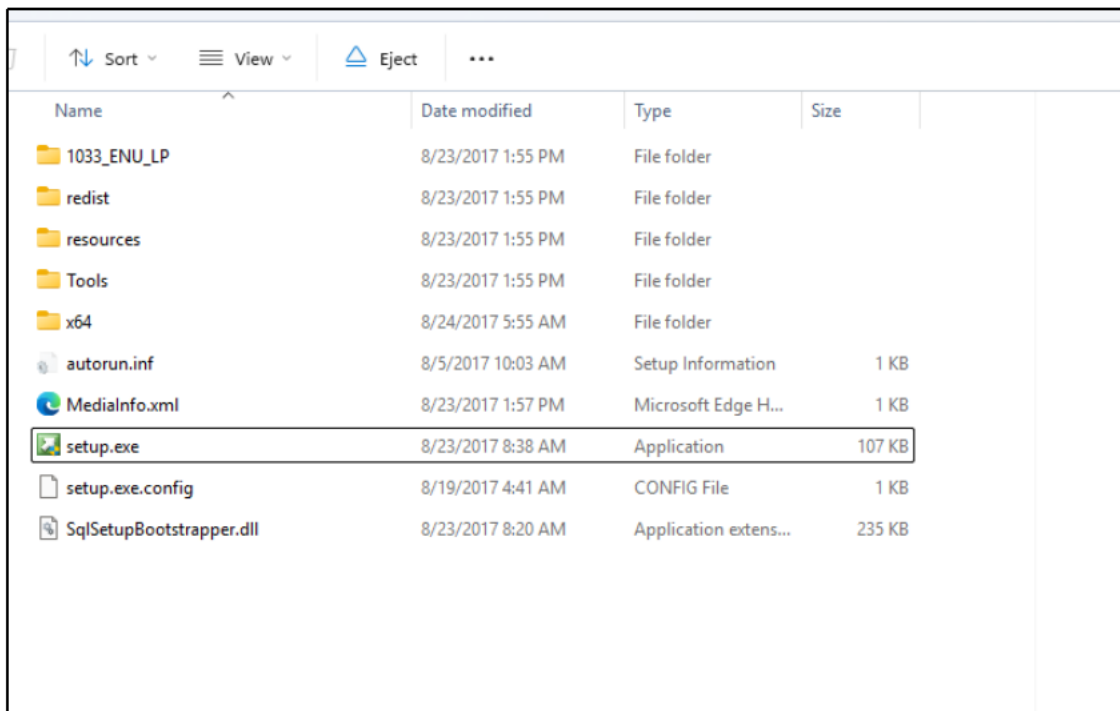 Sort View Eject ...
Name Date modified Type Size
1033_ENU_LP 8/23/2017 1:55 PM File folder
redist 8/23/2017 1:55 PM File folder
resources 8/23/2017 1:55 PM File folder
Tools 8/23/2017 1:55 PM File folder
x64 8/24/2017 5:55 AM File folder
autorun.inf 8/5/2017 10:03 AM Setup Information 1 KB
MediaInfo.xml 8/23/2017 1:57 PM Microsoft Edge H... 1 KB
setup.exe 8/23/2017 8:38 AM Application 107 KB
setup.exe.config 8/19/2017 4:41 AM CONFIG File 1 KB
SqlSetupBootstrapper.dll 8/23/2017 8:20 AM Application extens... 235 KB